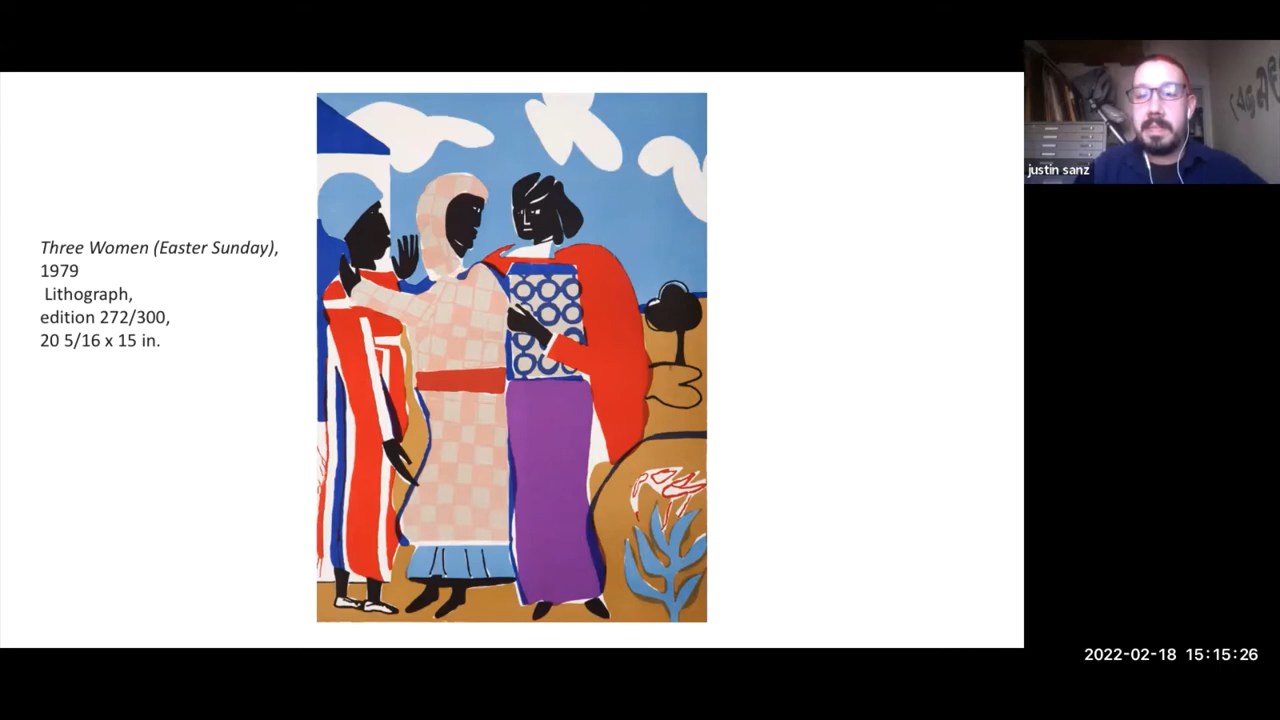 Three Women (Easter Sunday),
1979
Lithograph,
edition 272/300,
20 5/16 x 15 in.
justin sanz
2022-02-18 15:15:26